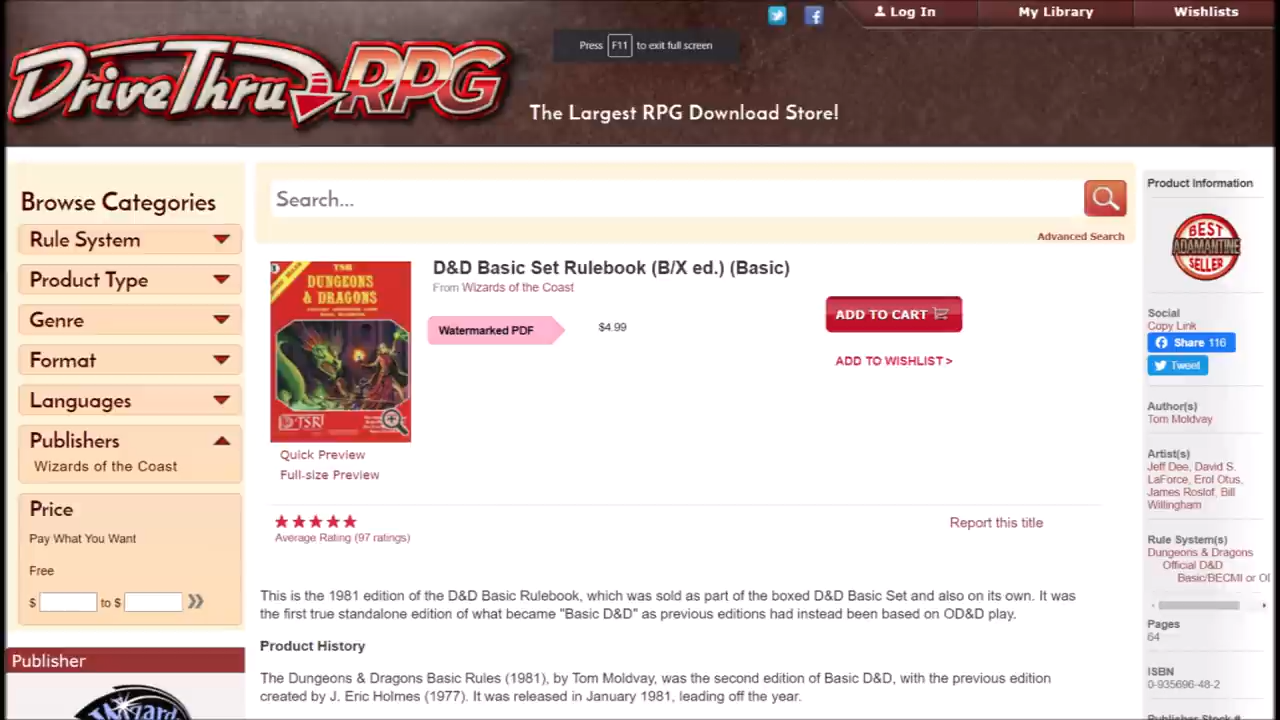 Log In
My Library
Wishlists
Press F11 to exit full screen
DriveThruRPG
The Largest RPG Download Store!
Browse Categories
Rule System
Product Type
Genre
Format
Languages
Publishers
Wizards of the Coast
Price
Pay What You Want
Free
$ to $
Publisher
Wizard
Search...
Advanced Search
TSR
DUNGEONS
& DRAGONS
TSR
Quick Preview
Full-size Preview
D&D Basic Set Rulebook (B/X ed.) (Basic)
From Wizards of the Coast
Watermarked PDF
$4.99
ADD TO CART
ADD TO WISHLIST >
Average Rating (97 ratings)
Report this title
This is the 1981 edition of the D&D Basic Rulebook, which was sold as part of the boxed D&D Basic Set and also on its own. It was
the first true standalone edition of what became "Basic D&D" as previous editions had instead been based on OD&D play.
Product History
The Dungeons & Dragons Basic Rules (1981), by Tom Moldvay, was the second edition of Basic D&D, with the previous edition
created by J. Eric Holmes (1977). It was released in January 1981, leading off the year.
Product Information
BEST
ADAMANTINE
SELLER
Social
Copy Link
Share 116
Tweet
Author(s)
Tom Moldvay
Artist(s)
Jeff Dee, David S.
LaForce, Erol Otus,
James Roslof, Bill
Willingham
Rule System(s)
Dungeons & Dragons
Official D&D
Basic/BECMI or O
Pages
64
ISBN
0-935696-48-2
Publisher Stock #